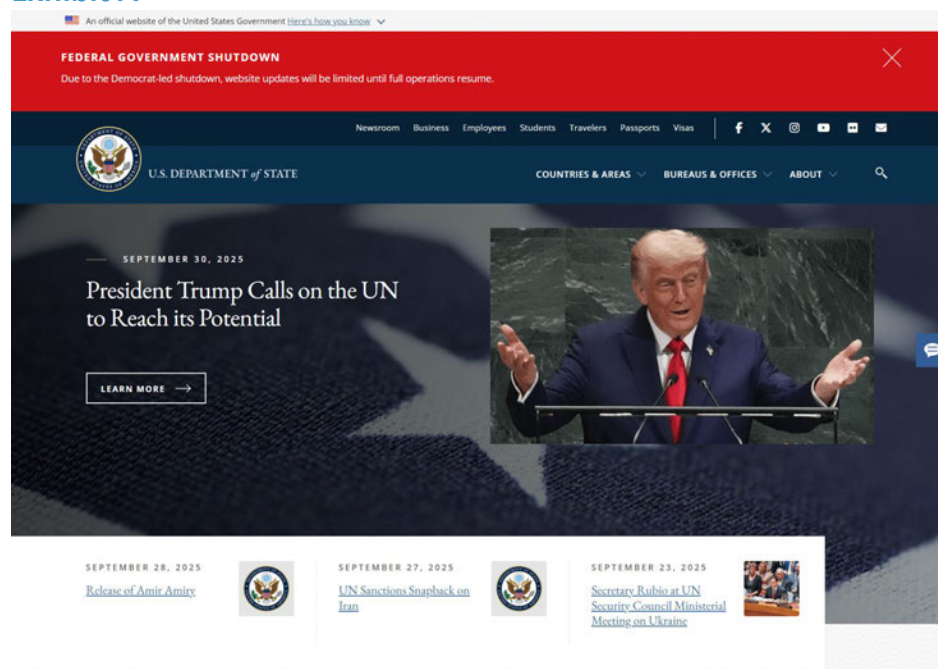 An official website of the United States Government Here's how you know
FEDERAL GOVERNMENT SHUTDOWN
Due to the Democrat-led shutdown, website updates will be limited until full operations resume.
Newsroom Business Employees Students Travelers Passports Visas
U.S. DEPARTMENT of STATE
COUNTRIES & AREAS BUREAUS & OFFICES ABOUT
SEPTEMBER 30, 2025
President Trump Calls on the UN
to Reach its Potential
LEARN MORE
SEPTEMBER 28, 2025
Release of Amir Amiry
SEPTEMBER 27, 2025
UN Sanctions Snapback on
Iran
SEPTEMBER 23, 2025
Secretary Rubio at UN
Security Council Ministerial
Meeting on Ukraine